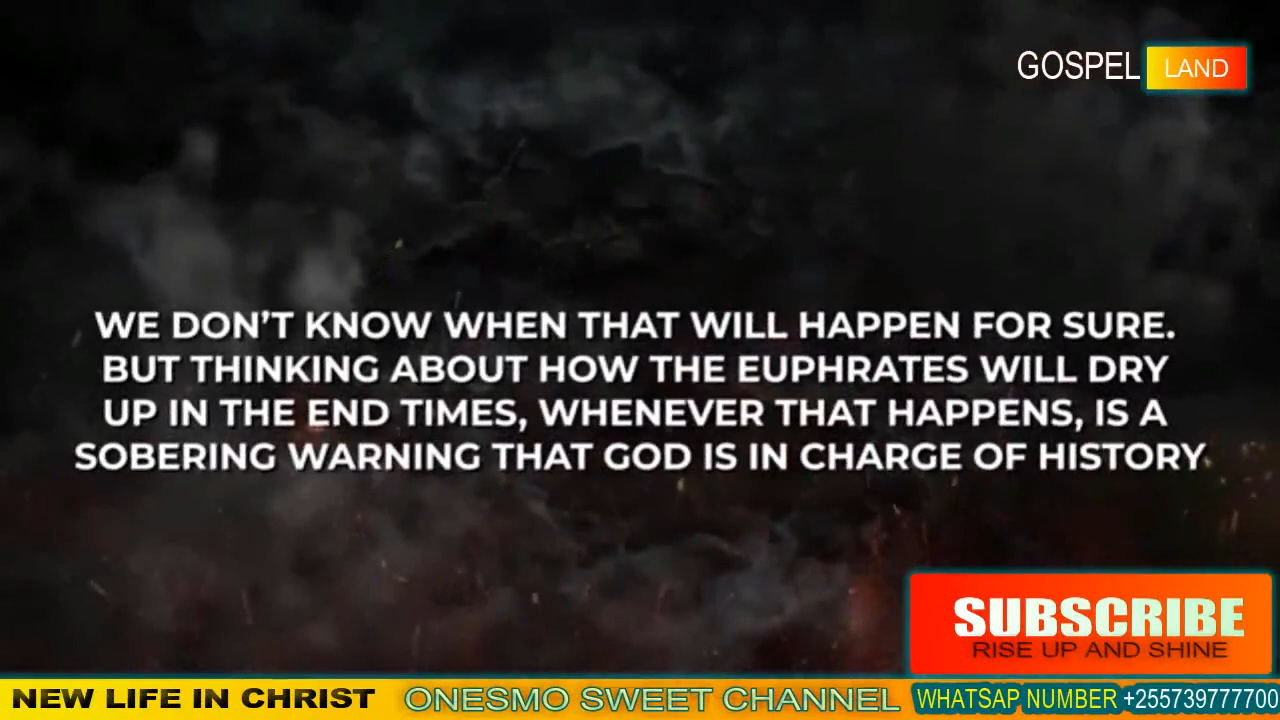 GOSPEL LAND
WE DON'T KNOW WHEN THAT WILL HAPPEN FOR SURE.
BUT THINKING ABOUT HOW THE EUPHRATES WILL DRY
UP IN THE END TIMES, WHENEVER THAT HAPPENS, IS A
SOBERING WARNING THAT GOD IS IN CHARGE OF HISTORY
SUBSCRIBE
RISE UP AND SHINE
NEW LIFE IN CHRIST ONESMO SWEET CHANNEL WHATSAP NUMBER +255739777700